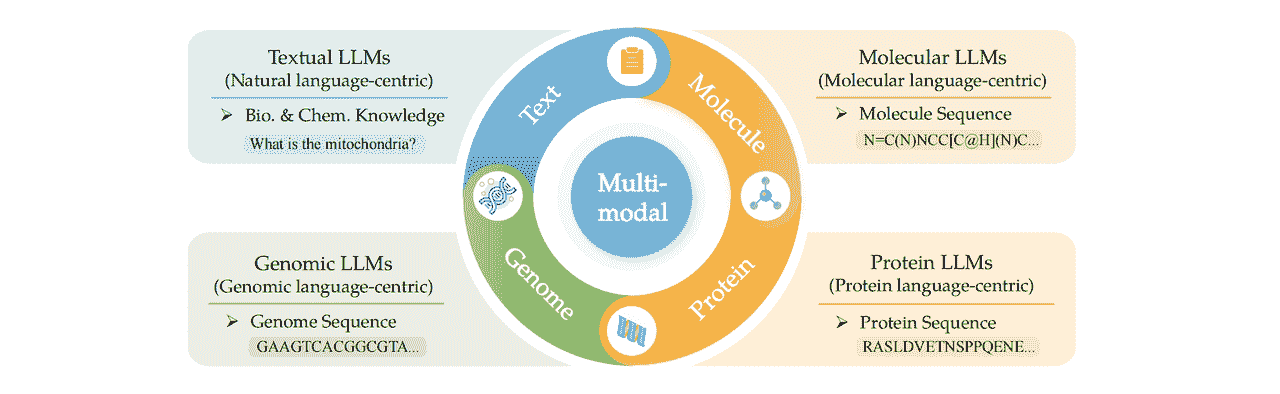 Textual LLMs
(Natural language-centric)
➢ Bio. & Chem. Knowledge
What is the mitochondria?
Molecular LLMs
(Molecular language-centric)
➢ Molecule Sequence
N=C(N)NCC[C@H](N)C...
Text
Molecule
Multi-
modal
Genome
Protein
Genomic LLMs
(Genomic language-centric)
➢ Genome Sequence
GAAGTCACGGCGTA...
Protein LLMs
(Protein language-centric)
➢ Protein Sequence
RASLDVETNSPPQENE...